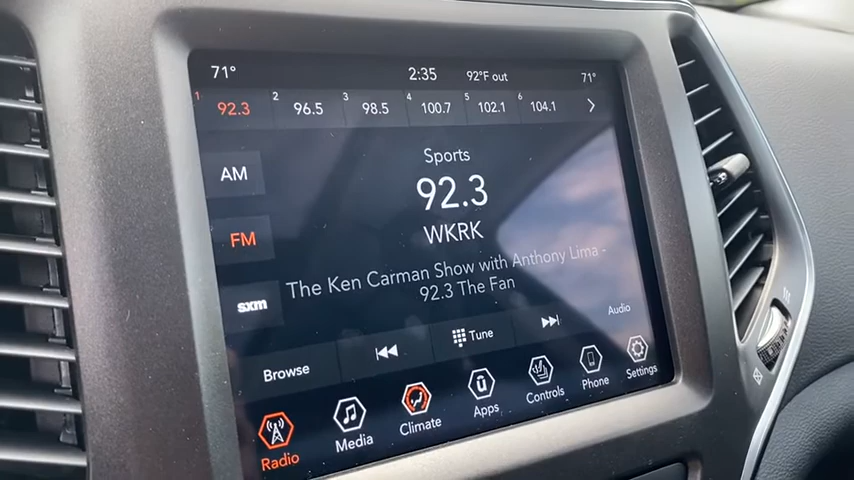 71° 2:35 92°F out 71°
1 92.3 2 96.5 3 98.5 4 100.7 5 102.1 6 104.1
Sports
AM
92.3
FM
WKRK
The Ken Carman Show with Anthony Lima -
92.3 The Fan
sxm
Browse Tune Audio
Radio Media Climate Apps Controls Phone Settings